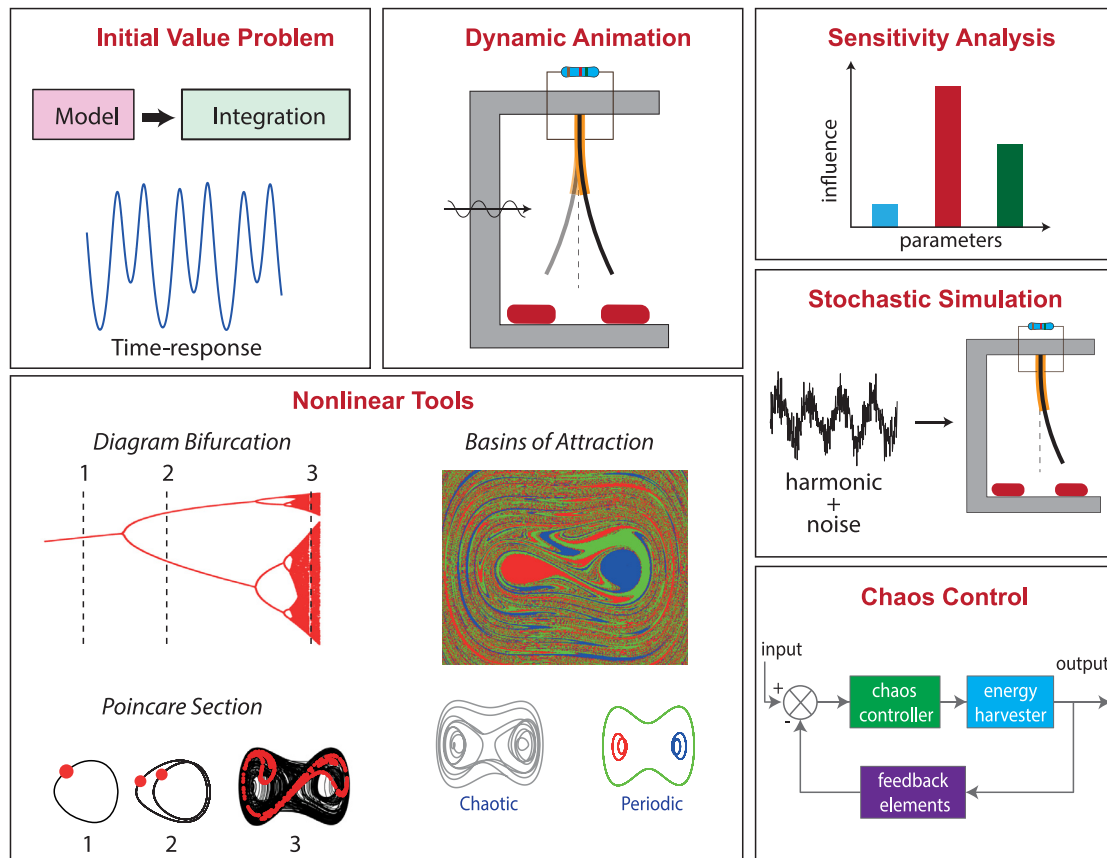 Initial Value Problem
Model
Integration
Time-response
Dynamic Animation
Sensitivity Analysis
influence
parameters
Stochastic Simulation
harmonic
+
noise
Nonlinear Tools
Diagram Bifurcation
1
2
3
Basins of Attraction
Poincare Section
1
2
3
Chaotic
Periodic
Chaos Control
input
output
+
-
chaos
controller
energy
harvester
feedback
elements